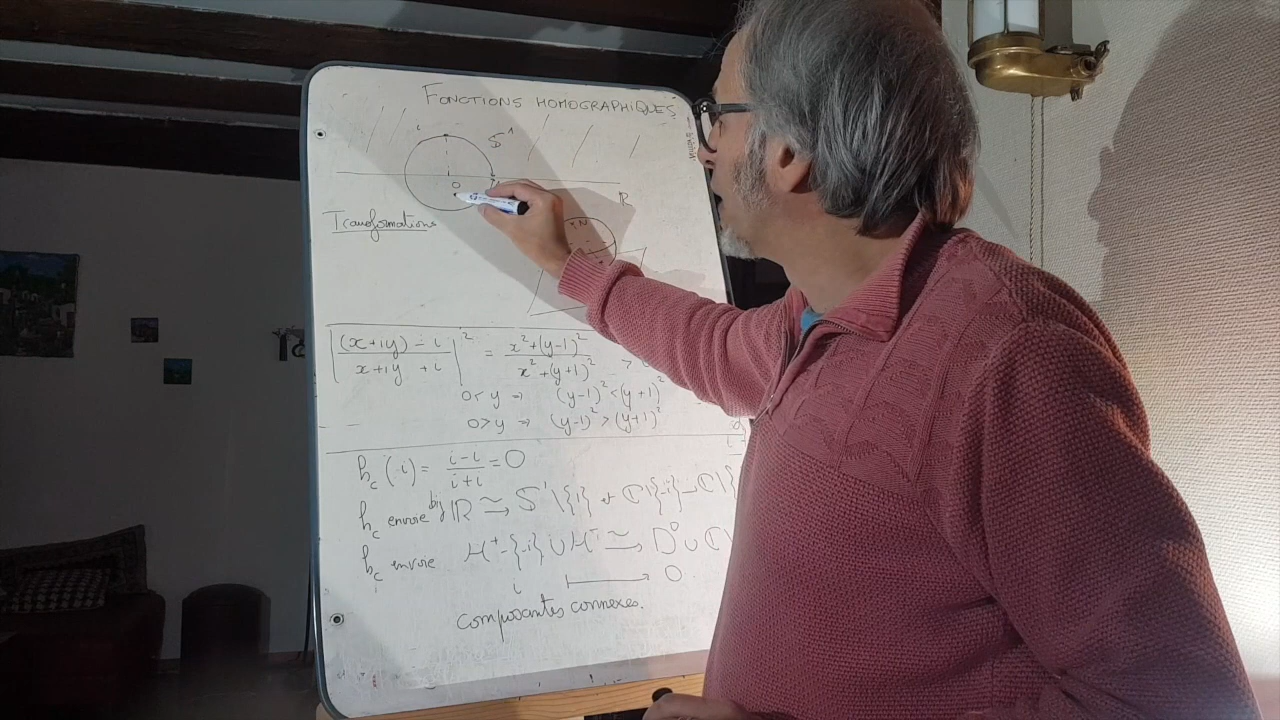 FONCTIONS HOMOGRAPHIQUES
i
S¹
0
ℝ
Transformations
N
|(x+iy) - i / x+iy + i|² = x²+(y-1)² / x²+(y+1)² >
0<y ⇒ (y-1)² < (y+1)²
0>y ⇒ (y-1)² > (y+1)²
h_c(i) = i-i / i+i = 0
h_c envoie bij ℝ ⥲ S¹\{1} et ℂ\{-i} → ℂ\{
h_c envoie H⁺-{-i} ∪ H⁻ ⥲ D⁰ ∪ ℂ\
i ⟼ 0
composantes connexes.